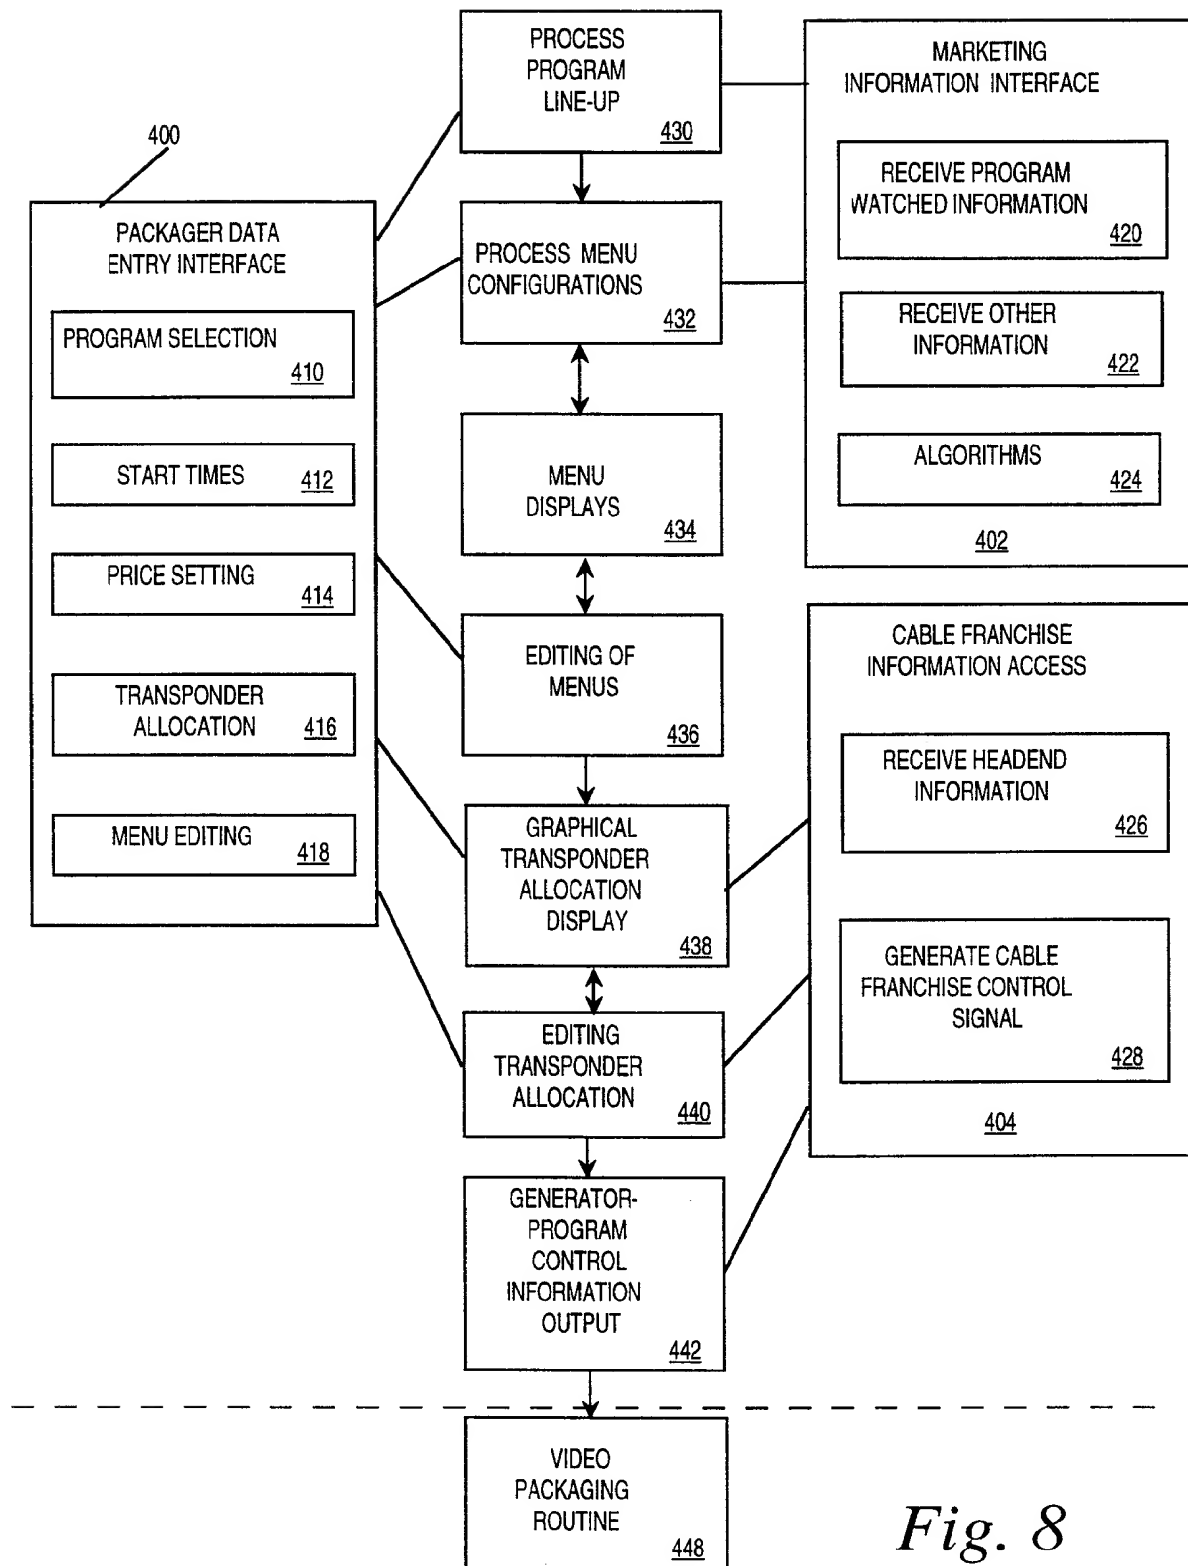 400
PACKAGER DATA
ENTRY INTERFACE
PROGRAM SELECTION
410
START TIMES
412
PRICE SETTING
414
TRANSPONDER
ALLOCATION
416
MENU EDITING
418
PROCESS
PROGRAM
LINE-UP
430
PROCESS MENU
CONFIGURATIONS
432
MENU
DISPLAYS
434
EDITING OF
MENUS
436
GRAPHICAL
TRANSPONDER
ALLOCATION
DISPLAY
438
EDITING
TRANSPONDER
ALLOCATION
440
GENERATOR-
PROGRAM
CONTROL
INFORMATION
OUTPUT
442
VIDEO
PACKAGING
ROUTINE
448
MARKETING
INFORMATION INTERFACE
RECEIVE PROGRAM
WATCHED INFORMATION
420
RECEIVE OTHER
INFORMATION
422
ALGORITHMS
424
402
CABLE FRANCHISE
INFORMATION ACCESS
RECEIVE HEADEND
INFORMATION
426
GENERATE CABLE
FRANCHISE CONTROL
SIGNAL
428
404
Fig. 8